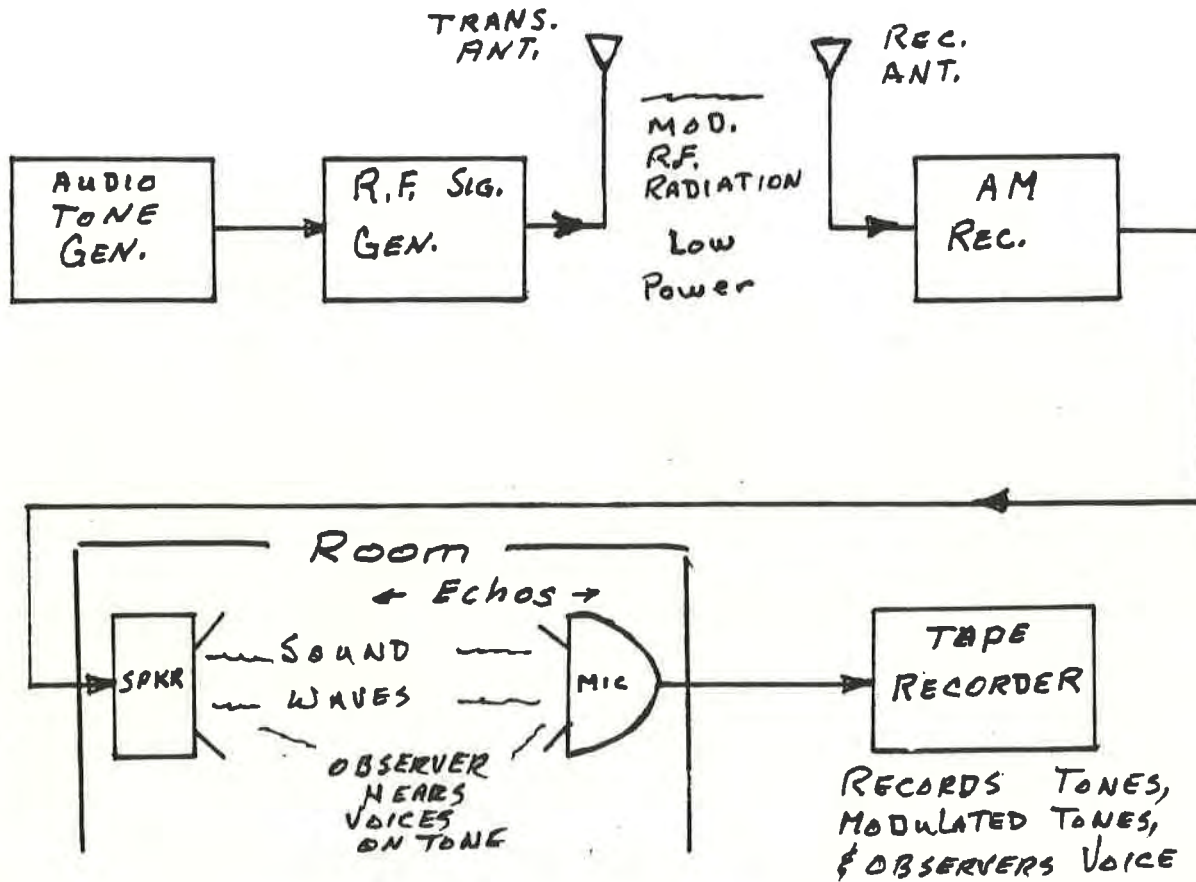 TRANS.
ANT.
REC.
ANT.
AUDIO
TONE
GEN.
R.F. SIG.
GEN.
MOD.
R.F.
RADIATION
Low
Power
AM
REC.
Room
← Echos →
SPKR
SOUND
WAVES
MIC
OBSERVER
HEARS
VOICES
ON TONE
TAPE
RECORDER
RECORDS TONES,
MODULATED TONES,
& OBSERVERS VOICE